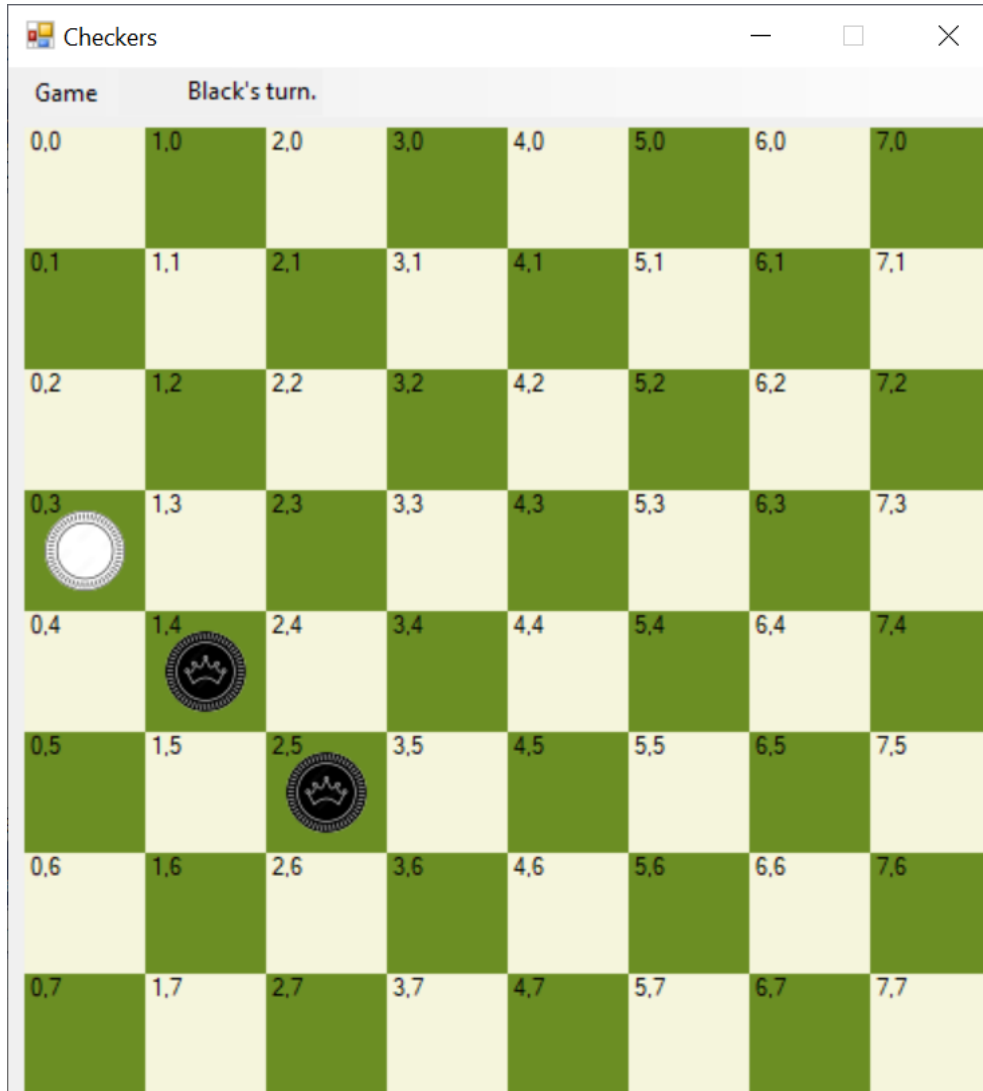 Checkers
Game Black's turn.
0,0 1,0 2,0 3,0 4,0 5,0 6,0 7,0
0,1 1,1 2,1 3,1 4,1 5,1 6,1 7,1
0,2 1,2 2,2 3,2 4,2 5,2 6,2 7,2
0,3 1,3 2,3 3,3 4,3 5,3 6,3 7,3
0,4 1,4 2,4 3,4 4,4 5,4 6,4 7,4
0,5 1,5 2,5 3,5 4,5 5,5 6,5 7,5
0,6 1,6 2,6 3,6 4,6 5,6 6,6 7,6
0,7 1,7 2,7 3,7 4,7 5,7 6,7 7,7